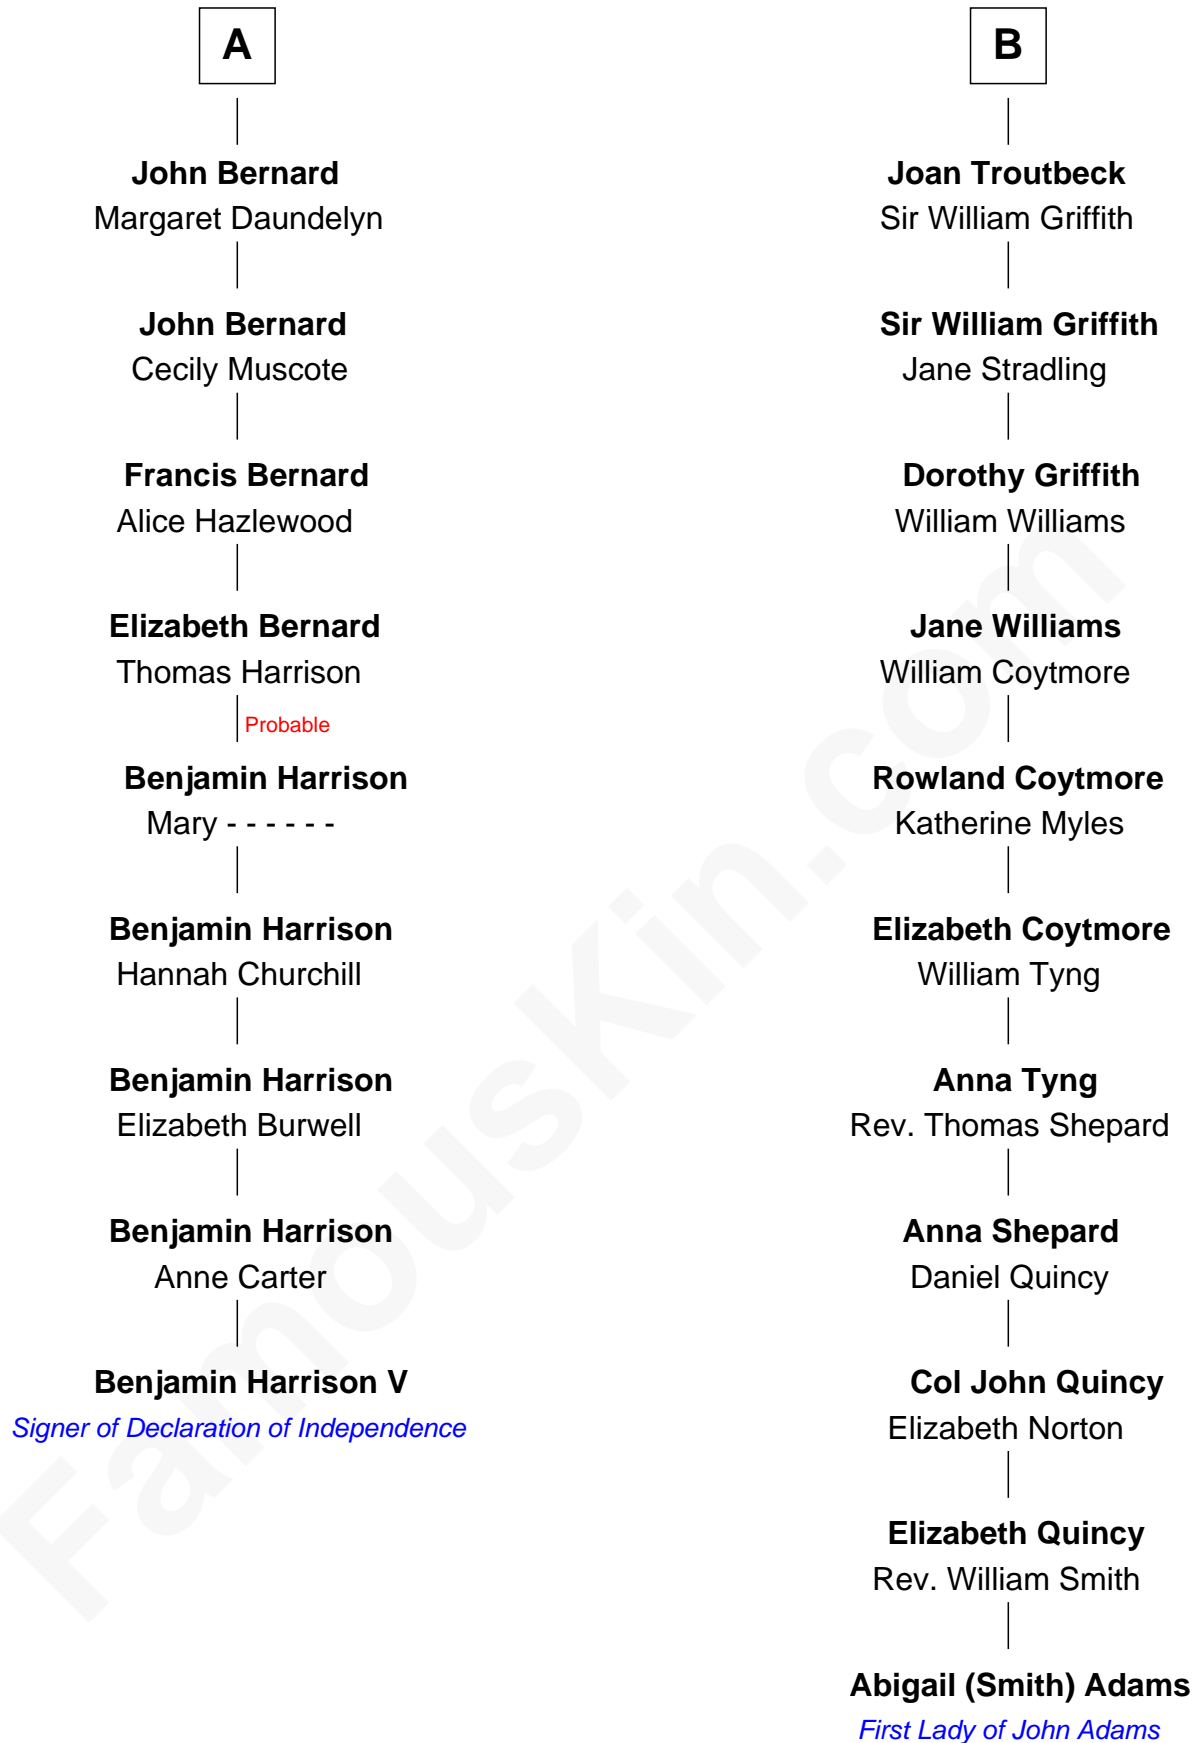 A
John Bernard
Margaret Daundelyn
John Bernard
Cecily Muscote
Francis Bernard
Alice Hazlewood
Elizabeth Bernard
Thomas Harrison
Probable
Benjamin Harrison
Mary - - - - - -
Benjamin Harrison
Hannah Churchill
Benjamin Harrison
Elizabeth Burwell
Benjamin Harrison
Anne Carter
Benjamin Harrison V
Signer of Declaration of Independence
B
Joan Troutbeck
Sir William Griffith
Sir William Griffith
Jane Stradling
Dorothy Griffith
William Williams
Jane Williams
William Coytmore
Rowland Coytmore
Katherine Myles
Elizabeth Coytmore
William Tyng
Anna Tyng
Rev. Thomas Shepard
Anna Shepard
Daniel Quincy
Col John Quincy
Elizabeth Norton
Elizabeth Quincy
Rev. William Smith
Abigail (Smith) Adams
First Lady of John Adams
FamousKin.com